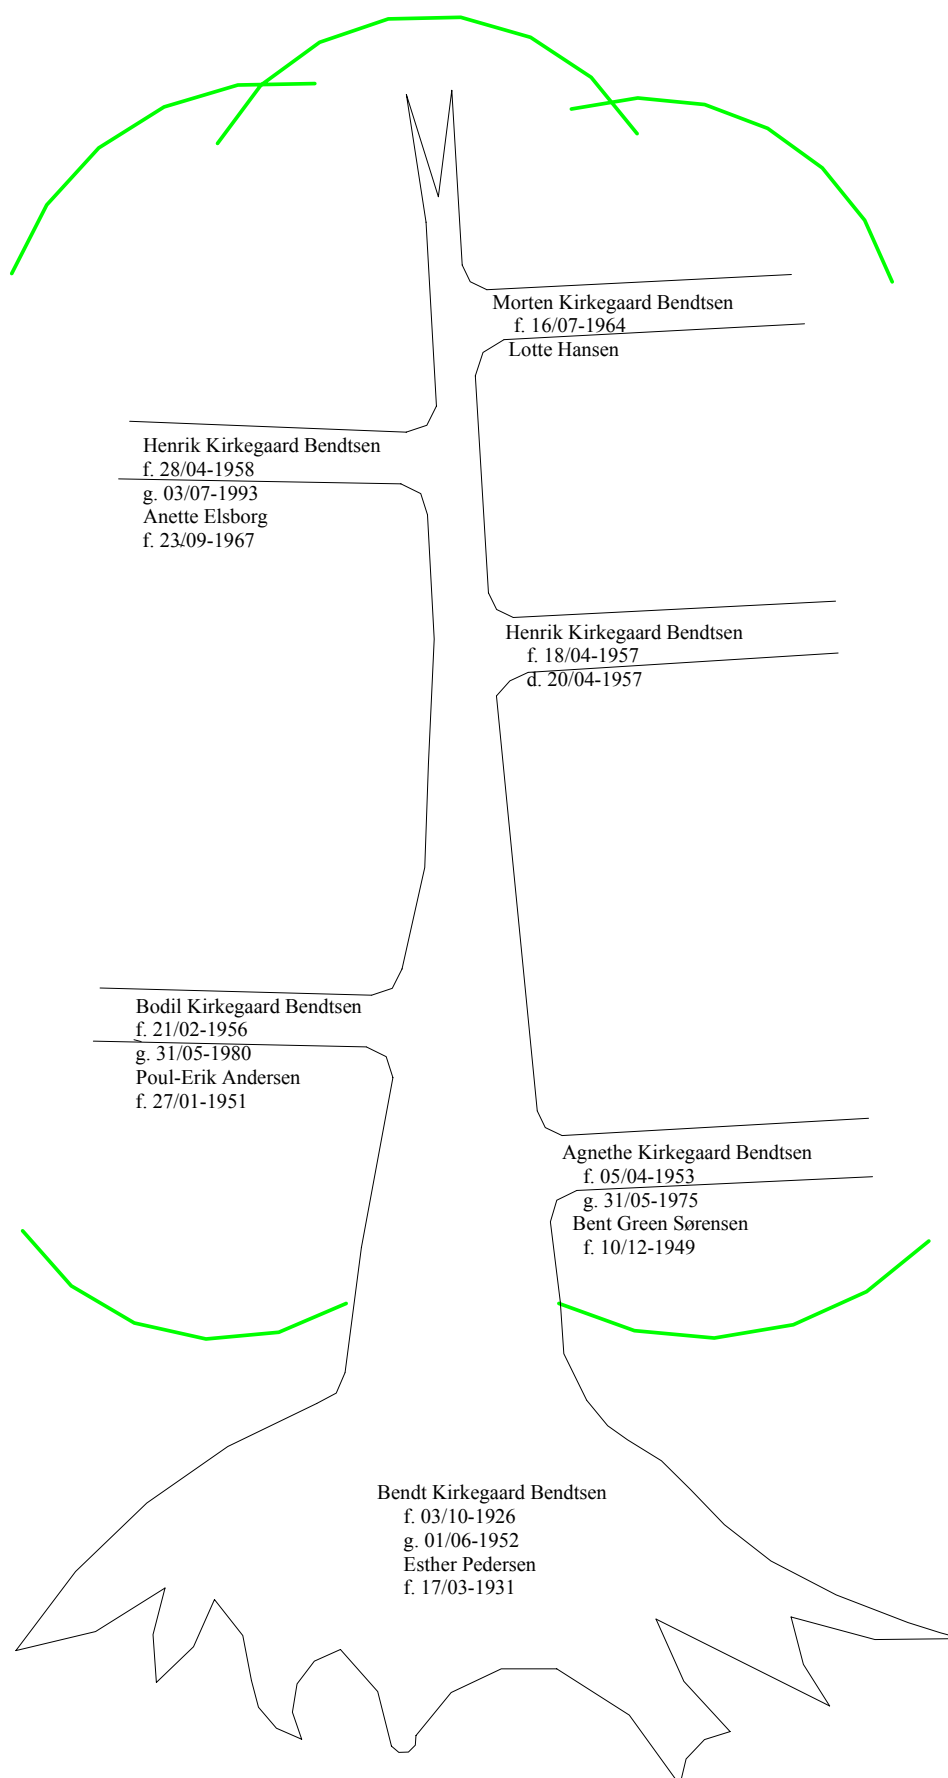 Morten Kirkegaard Bendtsen
f. 16/07-1964
Lotte Hansen
Henrik Kirkegaard Bendtsen
f. 28/04-1958
g. 03/07-1993
Anette Elsborg
f. 23/09-1967
Henrik Kirkegaard Bendtsen
f. 18/04-1957
d. 20/04-1957
Bodil Kirkegaard Bendtsen
f. 21/02-1956
g. 31/05-1980
Poul-Erik Andersen
f. 27/01-1951
Agnethe Kirkegaard Bendtsen
f. 05/04-1953
g. 31/05-1975
Bent Green Sørensen
f. 10/12-1949
Bendt Kirkegaard Bendtsen
f. 03/10-1926
g. 01/06-1952
Esther Pedersen
f. 17/03-1931